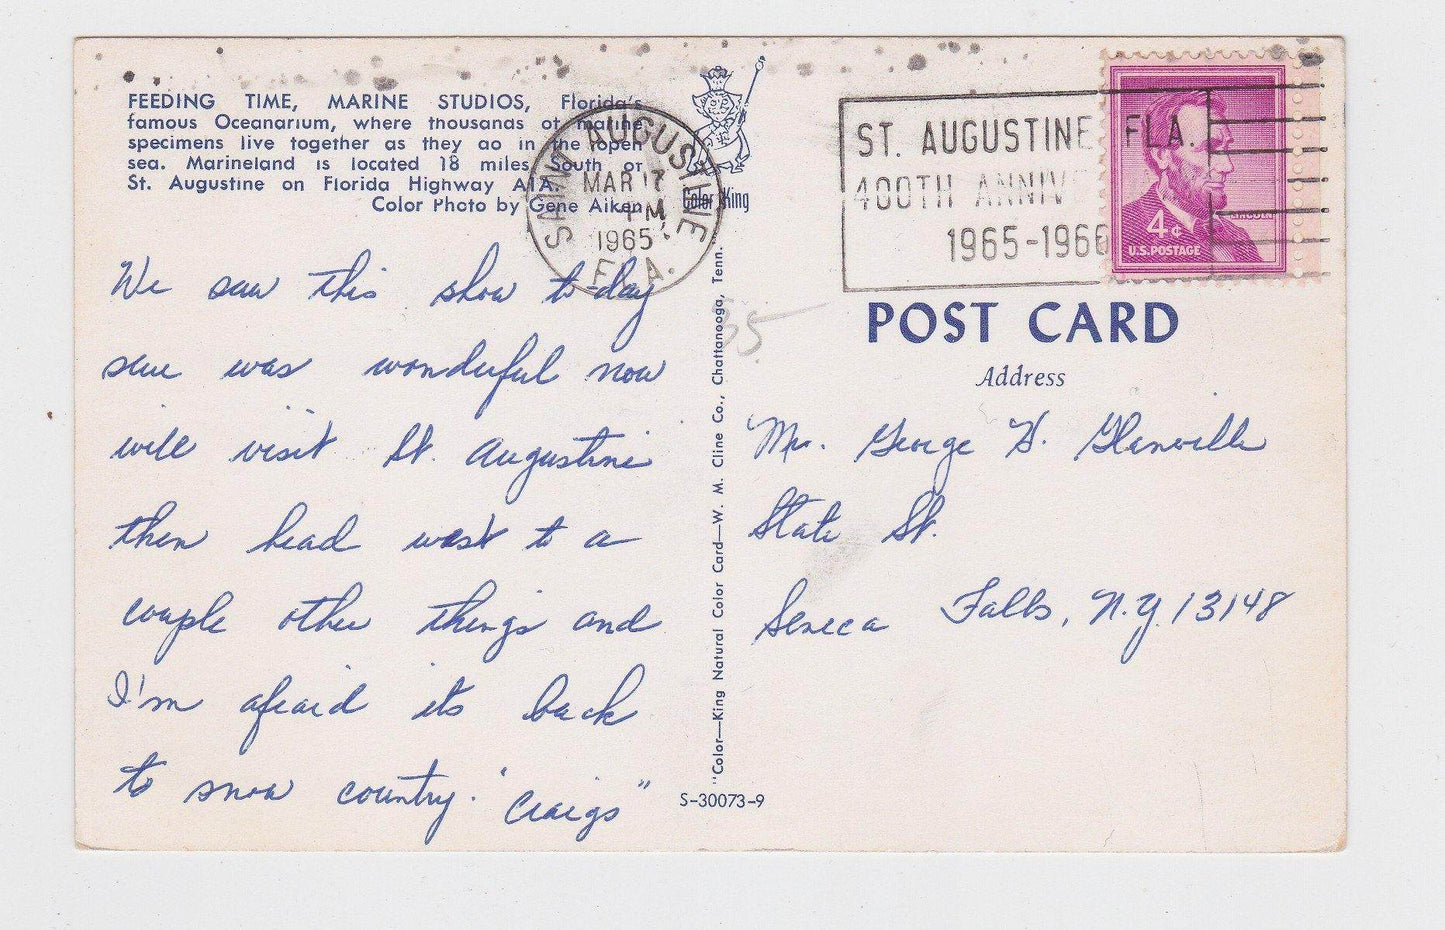 FEEDING TIME, MARINE STUDIOS, Florida's
famous Oceanarium, where thousands of marine
specimens live together as they do in the open
sea. Marineland is located 18 miles South of
St. Augustine on Florida Highway A1A.
Color Photo by Gene Aiken
Color King
SAINT AUGUSTINE
MAR 17
PM
1965
FLA.
ST. AUGUSTINE FLA.
400TH ANNIV
1965-1966
LINCOLN
4¢
U.S. POSTAGE
POST CARD
Address
35
We saw this show to-day
sure was wonderful now
will visit St. Augustine
then head west to a
couple other things and
I'm afraid its back
to snow country. "Craigs"
"Color—King Natural Color Card—W. M. Cline Co., Chattanooga, Tenn."
S-30073-9
Mr. George H. Glanville
State St.
Seneca Falls, N.Y. 13148